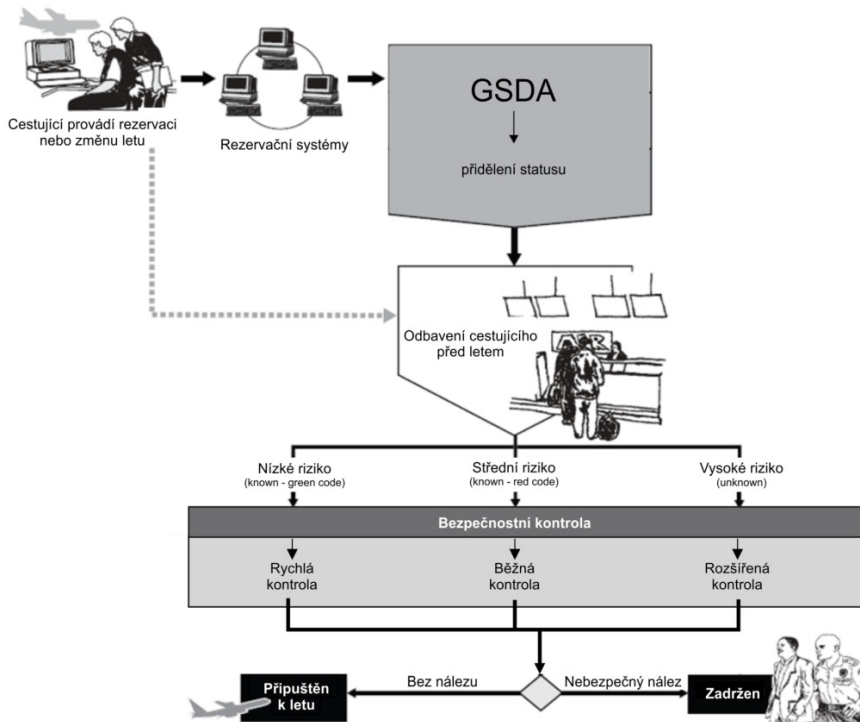 Cestující provádí rezervaci
nebo změnu letu
Rezervační systémy
GSDA
přidělení statusu
Odbavení cestujícího
před letem
AIR
Nízké riziko
(known - green code)
Střední riziko
(known - red code)
Vysoké riziko
(unknown)
Bezpečnostní kontrola
Rychlá
kontrola
Běžná
kontrola
Rozšířená
kontrola
Bez nálezu
Nebezpečný nález
Připuštěn
k letu
Zadržen